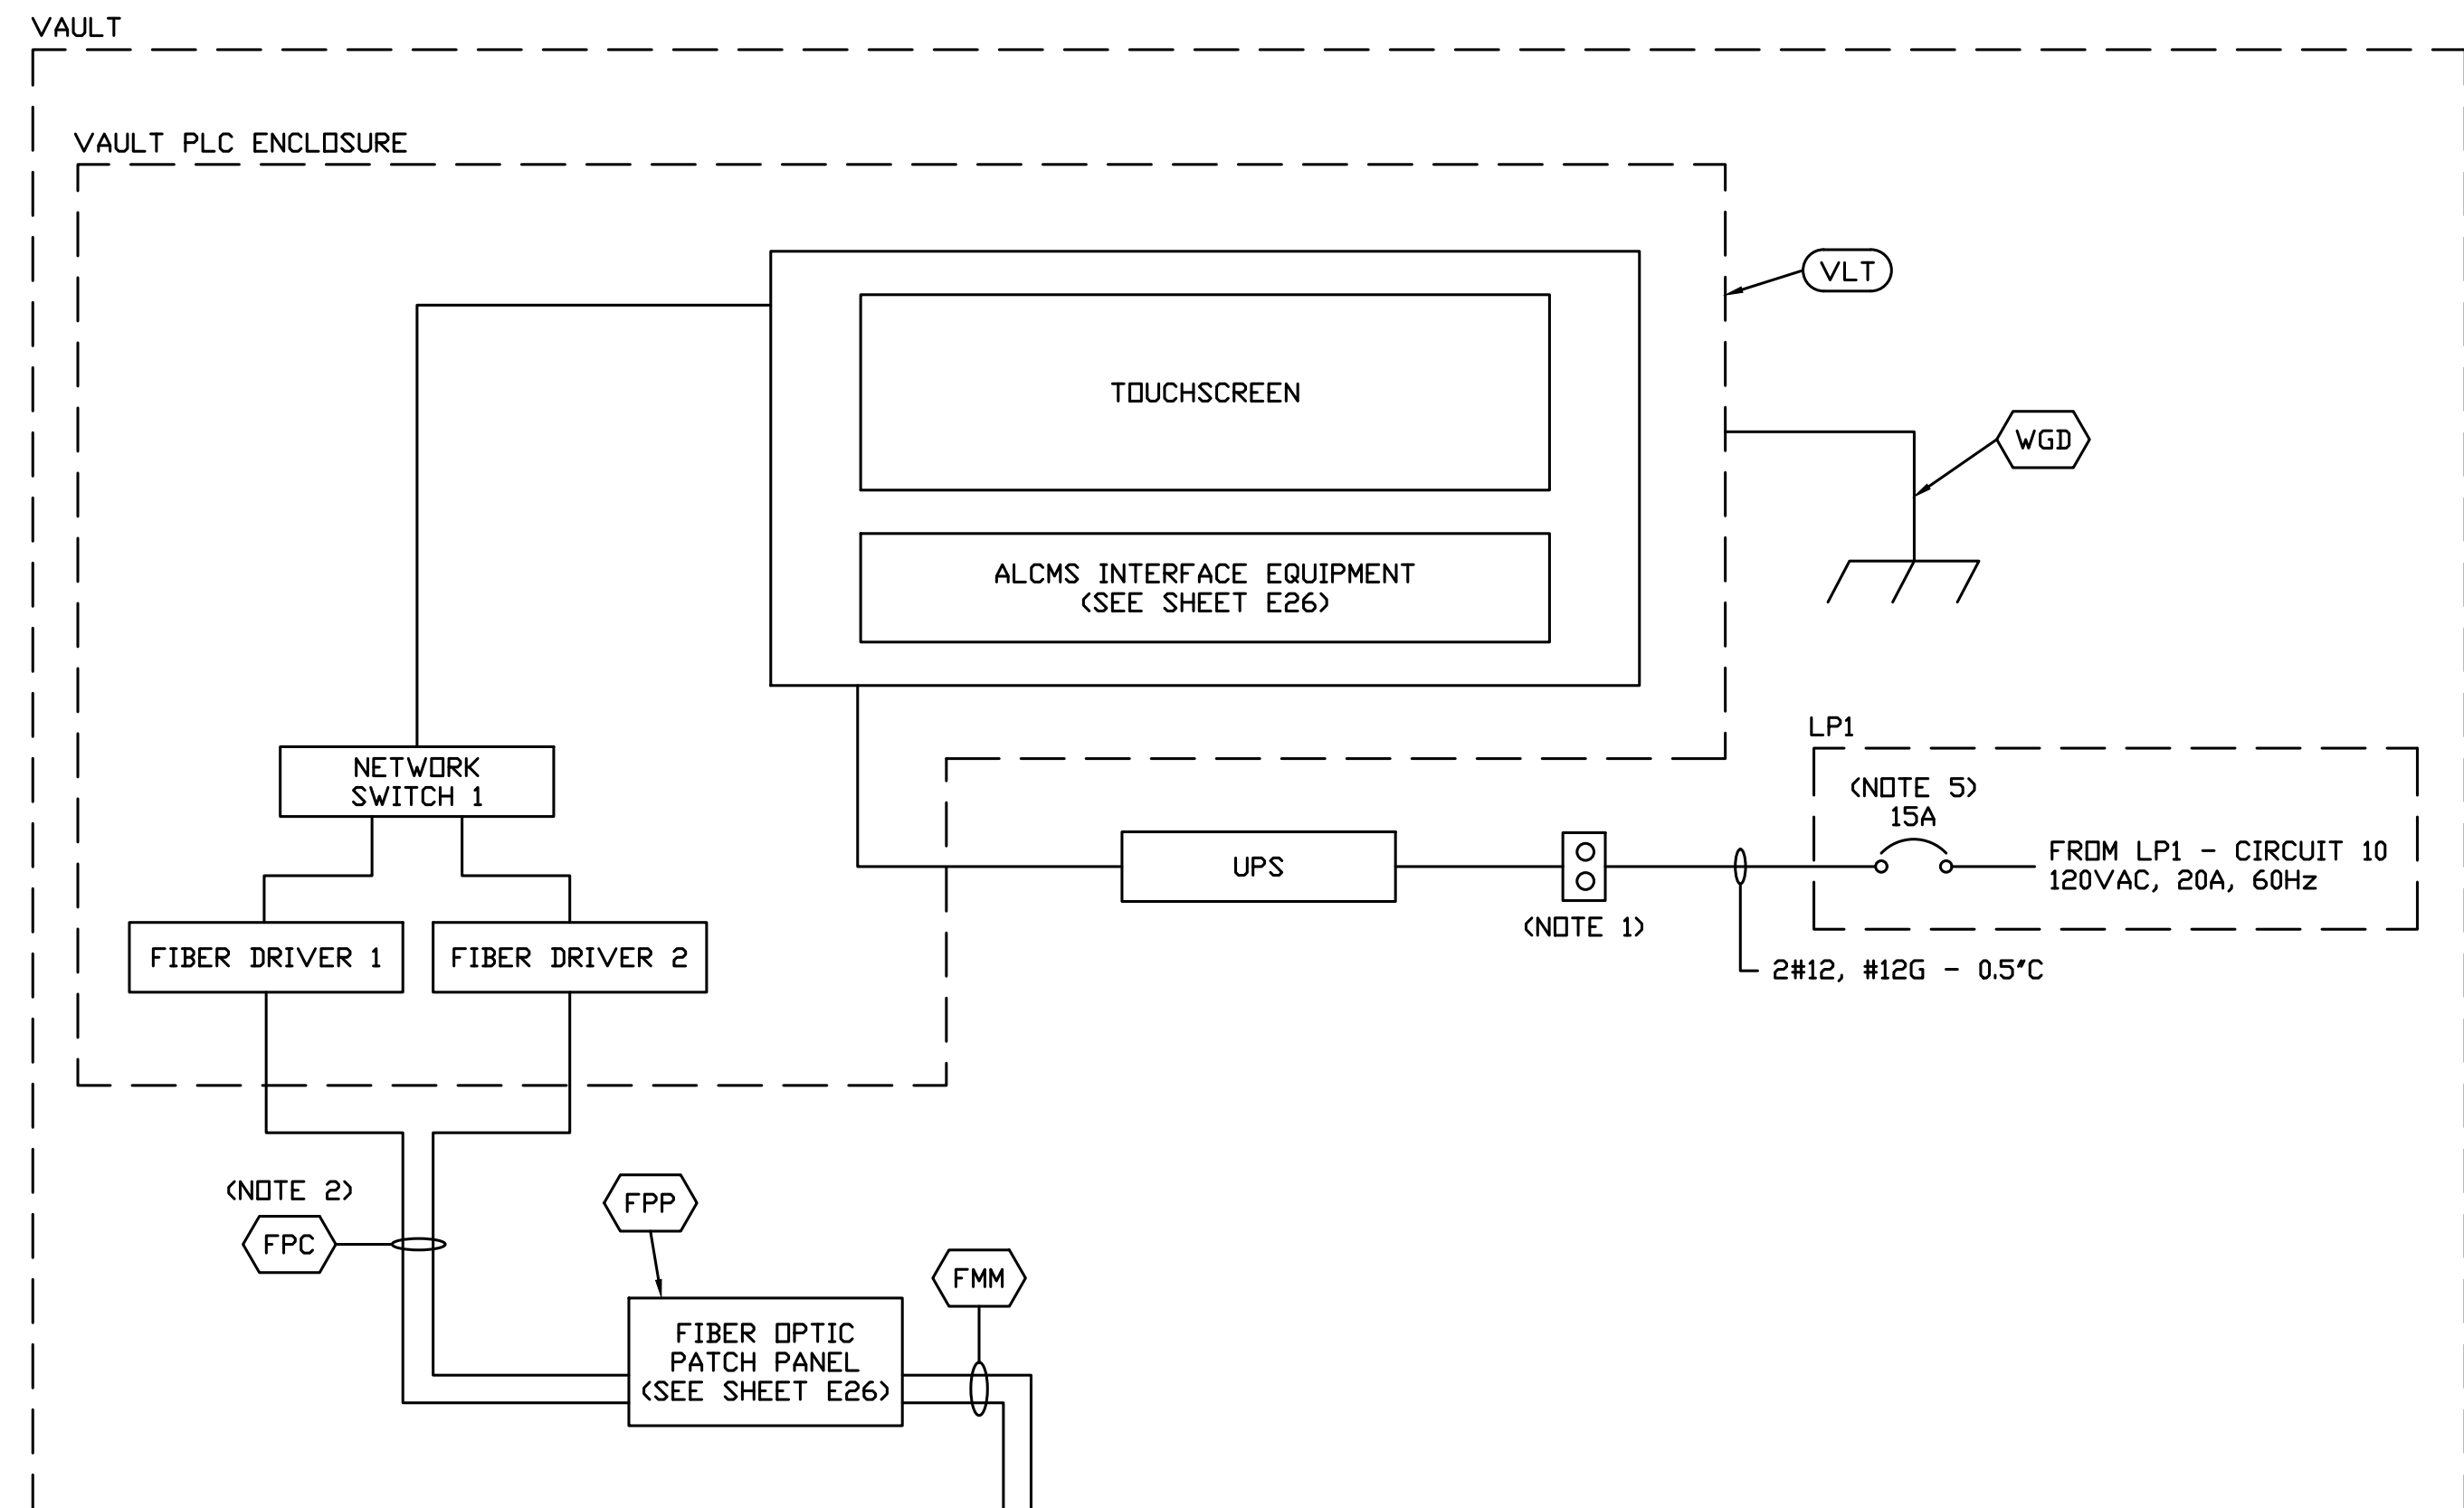 VAULT
VAULT PLC ENCLOSURE
VLT
TOUCHSCREEN
WGD
ALCMS INTERFACE EQUIPMENT
(SEE SHEET E26)
LP1
NETWORK
SWITCH 1
(NOTE 5)
15A
UPS
FROM LP1 - CIRCUIT 10
120VAC, 20A, 60HZ
(NOTE 1)
FIBER DRIVER 1
FIBER DRIVER 2
2#12, #12G - 0.5"C
(NOTE 2)
FPC
FPP
FMM
FIBER OPTIC
PATCH PANEL
(SEE SHEET E26)